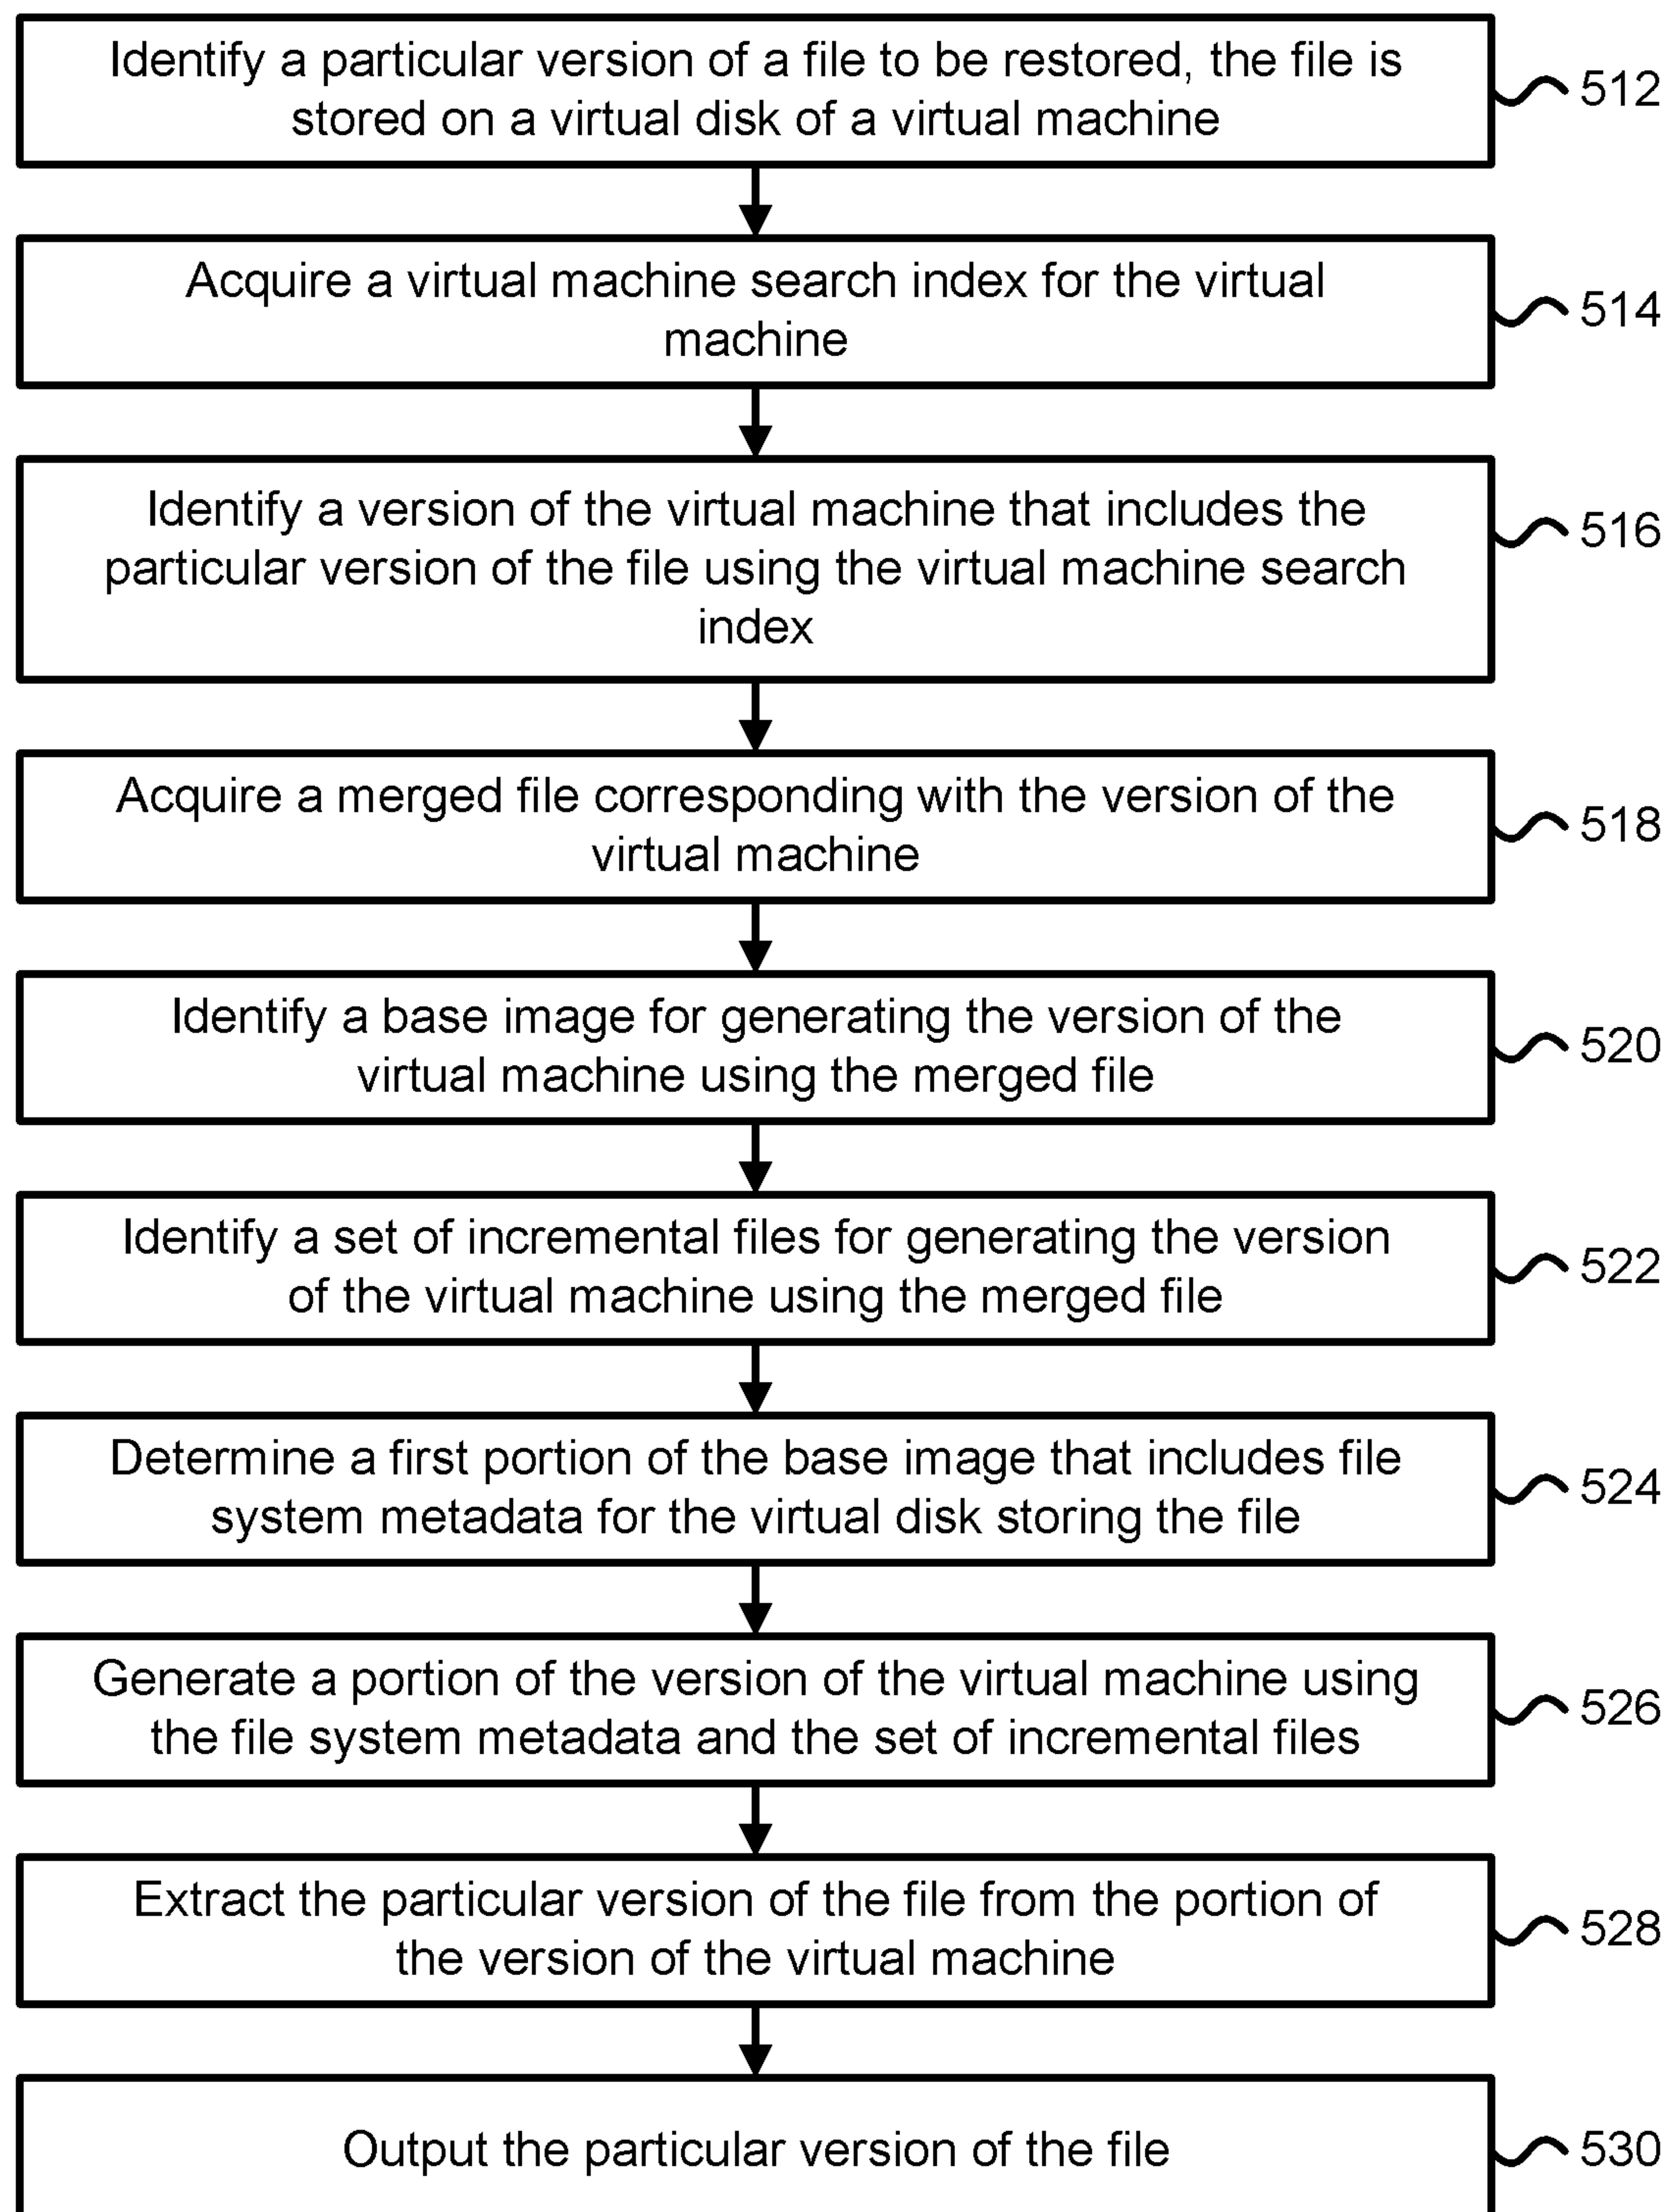 Identify a particular version of a file to be restored, the file is
stored on a virtual disk of a virtual machine
512
Acquire a virtual machine search index for the virtual
machine
514
Identify a version of the virtual machine that includes the
particular version of the file using the virtual machine search
index
516
Acquire a merged file corresponding with the version of the
virtual machine
518
Identify a base image for generating the version of the
virtual machine using the merged file
520
Identify a set of incremental files for generating the version
of the virtual machine using the merged file
522
Determine a first portion of the base image that includes file
system metadata for the virtual disk storing the file
524
Generate a portion of the version of the virtual machine using
the file system metadata and the set of incremental files
526
Extract the particular version of the file from the portion of
the version of the virtual machine
528
Output the particular version of the file
530